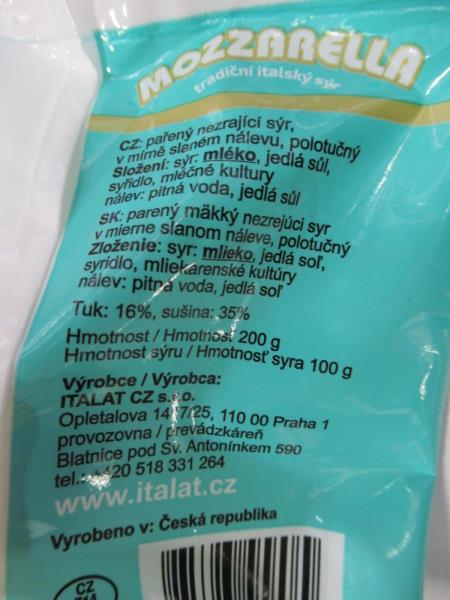 MOZZARELLA
tradiční italský sýr
CZ: pařený nezrající sýr,
v mírně slaném nálevu, polotučný
Složení: sýr: mléko, jedlá sůl,
syřidlo, mléčné kultury
nálev: pitná voda, jedlá sůl
SK: parený mäkký nezrejúci syr
v mierne slanom náleve, polotučný
Zloženie: syr: mlieko, jedlá soľ,
syridlo, mliekárenské kultúry
nálev: pitná voda, jedlá soľ
Tuk: 16%, sušina: 35%
Hmotnost / Hmotnosť 200 g
Hmotnost sýru / Hmotnosť syra 100 g
Výrobce / Výrobca:
ITALAT CZ s.r.o.
Opletalova 25, 110 00 Praha 1
provozovna / prevádzkáreň
Blatnice pod Sv. Antonínkem 590
tel.: +420 518 331 264
www.italat.cz
Vyrobeno v: Česká republika
CZ